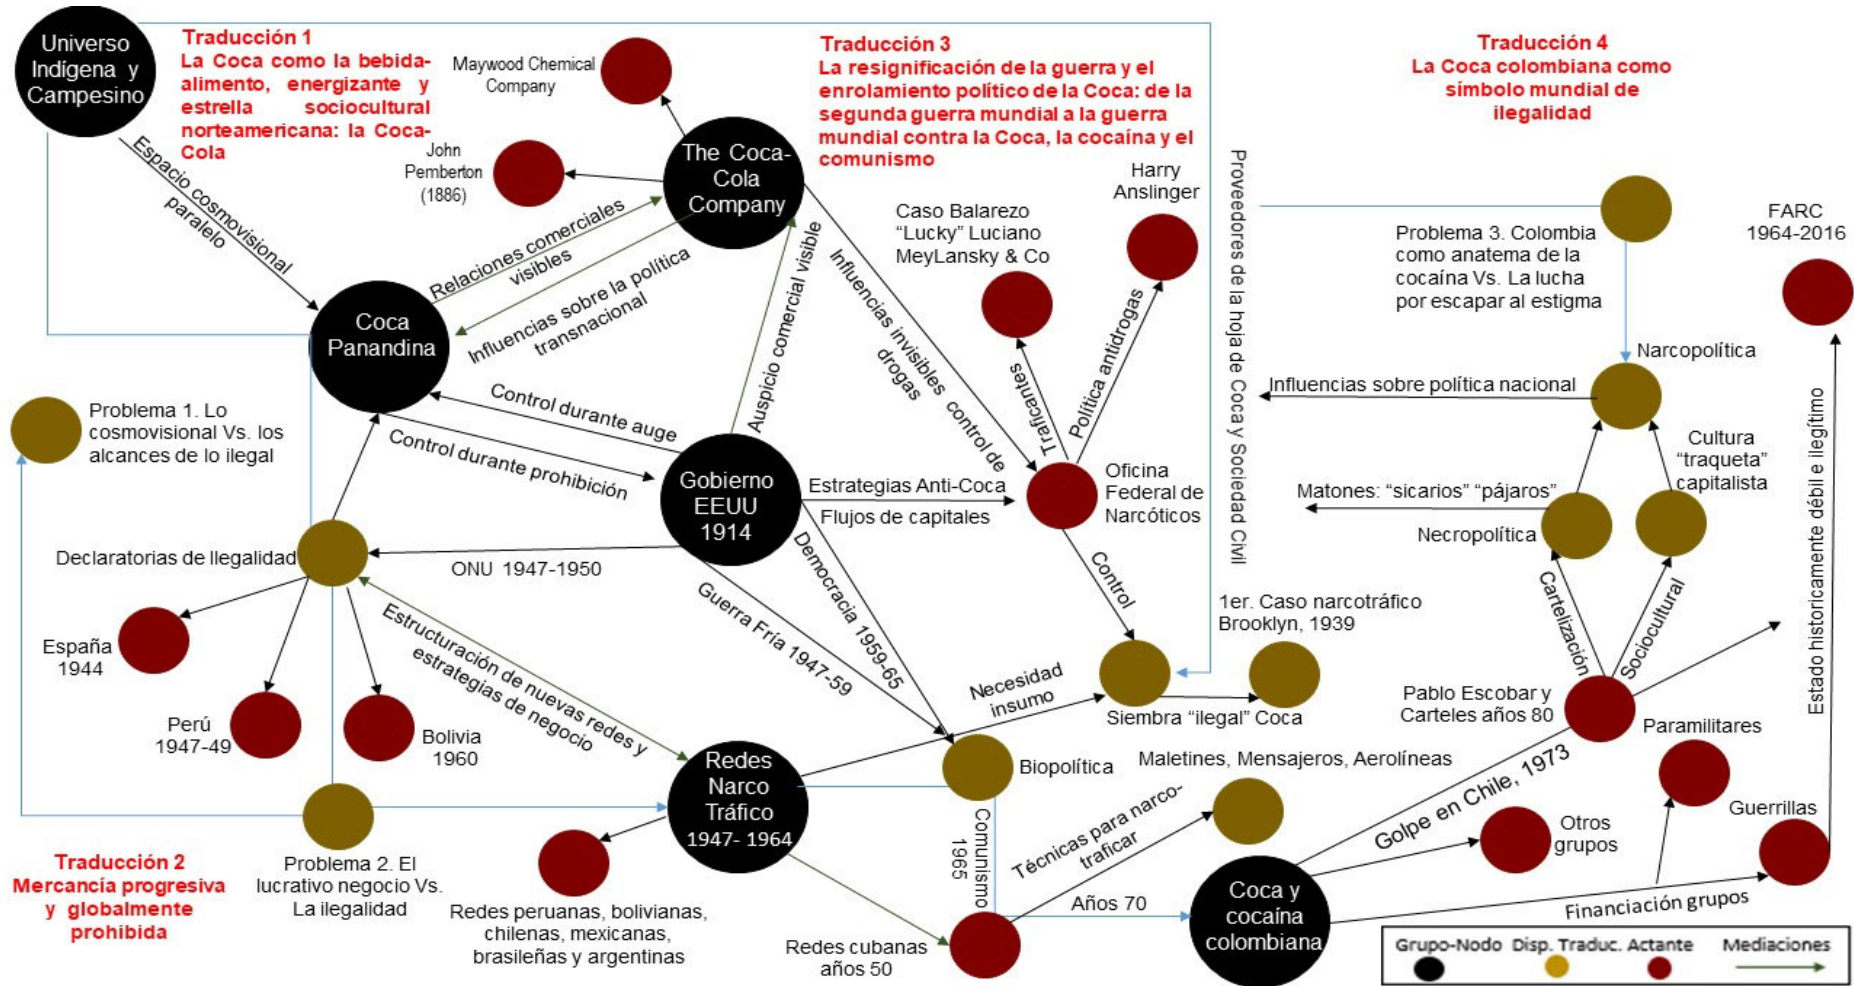 Universo
Indígena y
Campesino
Traducción 1
La Coca como la bebida-
alimento, energizante y
estrella sociocultural
norteamericana: la Coca-
Cola
Maywood Chemical
Company
John
Pemberton
(1886)
The Coca-
Cola
Company
Traducción 3
La resignificación de la guerra y el
enrolamiento político de la Coca: de la
segunda guerra mundial a la guerra
mundial contra la Coca, la cocaína y el
comunismo
Traducción 4
La Coca colombiana como
símbolo mundial de
ilegalidad
Espacio cosmovisional
paralelo
Relaciones comerciales
visibles
Influencias sobre la política
transnacional
Auspicio comercial visible
Influencias invisibles control de
drogas
Caso Balarezo
“Lucky” Luciano
MeyLansky & Co
Harry
Anslinger
Proveedores de la hoja de Coca y Sociedad Civil
Problema 3. Colombia
como anatema de la
cocaína Vs. La lucha
por escapar al estigma
FARC
1964-2016
Coca
Panandina
Control durante auge
Control durante prohibición
Problema 1. Lo
cosmovisional Vs. los
alcances de lo ilegal
Gobierno
EEUU
1914
Estrategias Anti-Coca
Flujos de capitales
Traficantes
Política antidrogas
Oficina
Federal de
Narcóticos
Narcopolítica
Influencias sobre política nacional
Cultura
“traqueta”
capitalista
Matones: “sicarios” “pájaros”
Necropolítica
Estado historicamente débil e ilegítimo
Declaratorias de Ilegalidad
ONU 1947-1950
España
1944
Perú
1947-49
Bolivia
1960
Estructuración de nuevas redes y
estrategias de negocio
Guerra Fría 1947-59
Democracia 1959-65
Control
1er. Caso narcotráfico
Brooklyn, 1939
Siembra “ilegal” Coca
Necesidad
insumo
Cartelización
Sociocultural
Pablo Escobar y
Carteles años 80
Paramilitares
Guerrillas
Redes
Narco
Tráfico
1947- 1964
Biopolítica
Comunismo
1965
Maletines, Mensajeros, Aerolíneas
Técnicas para narco-
traficar
Golpe en Chile, 1973
Otros
grupos
Traducción 2
Mercancía progresiva
y globalmente
prohibida
Problema 2. El
lucrativo negocio Vs.
La ilegalidad
Redes peruanas, bolivianas,
chilenas, mexicanas,
brasileñas y argentinas
Redes cubanas
años 50
Años 70
Coca y
cocaína
colombiana
Financiación grupos
Grupo-Nodo Disp. Traduc. Actante Mediaciones